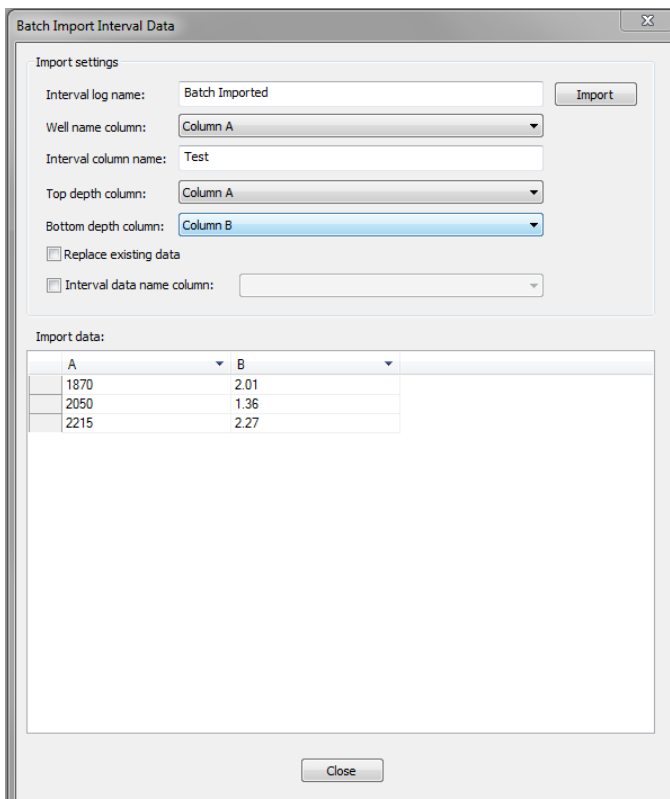 Batch Import Interval Data
Import settings
Interval log name: Batch Imported Import
Well name column: Column A
Interval column name: Test
Top depth column: Column A
Bottom depth column: Column B
Replace existing data
Interval data name column:
Import data:
A B
1870 2.01
2050 1.36
2215 2.27
Close